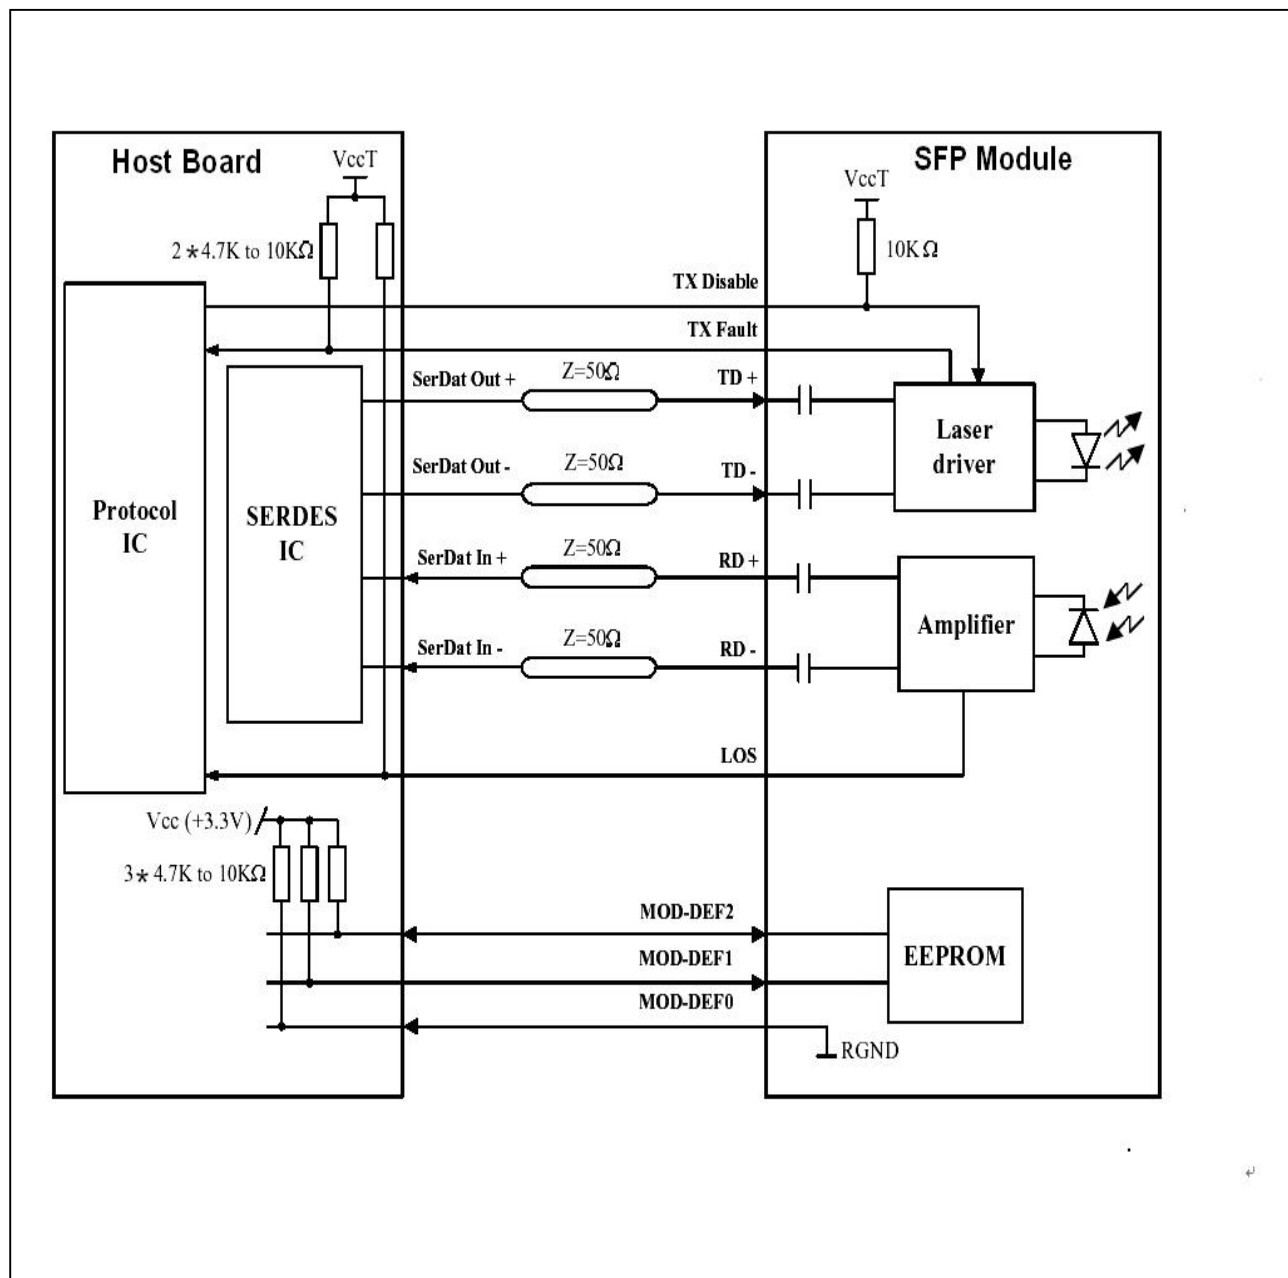 Host Board
VccT
2*4.7K to 10KΩ
SFP Module
VccT
10KΩ
TX Disable
TX Fault
SerDat Out +
Z=50Ω
TD +
SerDat Out -
Z=50Ω
TD -
SerDat In +
Z=50Ω
RD +
SerDat In -
Z=50Ω
RD -
Protocol
IC
SERDES
IC
Laser
driver
Amplifier
LOS
Vcc (+3.3V)
3* 4.7K to 10KΩ
MOD-DEF2
MOD-DEF1
MOD-DEF0
EEPROM
RGND